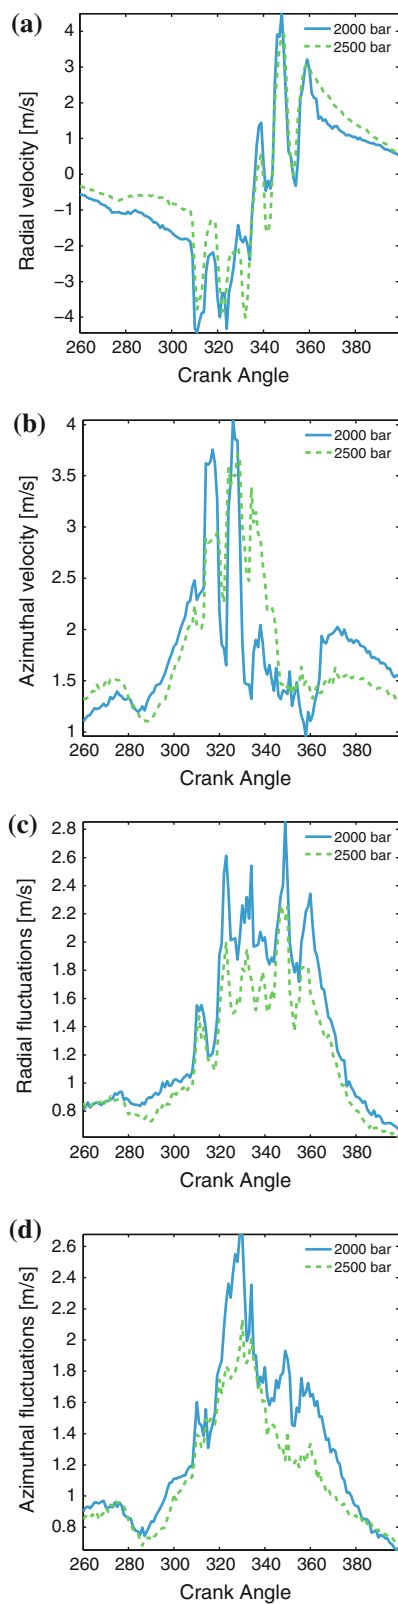 (a)
Radial velocity [m/s]
4
3
2
1
0
−1
−2
−3
−4
2000 bar
2500 bar
260 280 300 320 340 360 380
Crank Angle
(b)
Azimuthal velocity [m/s]
4
3.5
3
2.5
2
1.5
1
2000 bar
2500 bar
260 280 300 320 340 360 380
Crank Angle
(c)
Radial fluctuations [m/s]
2.8
2.6
2.4
2.2
2
1.8
1.6
1.4
1.2
1
0.8
2000 bar
2500 bar
260 280 300 320 340 360 380
Crank Angle
(d)
Azimuthal fluctuations [m/s]
2.6
2.4
2.2
2
1.8
1.6
1.4
1.2
1
0.8
2000 bar
2500 bar
260 280 300 320 340 360 380
Crank Angle